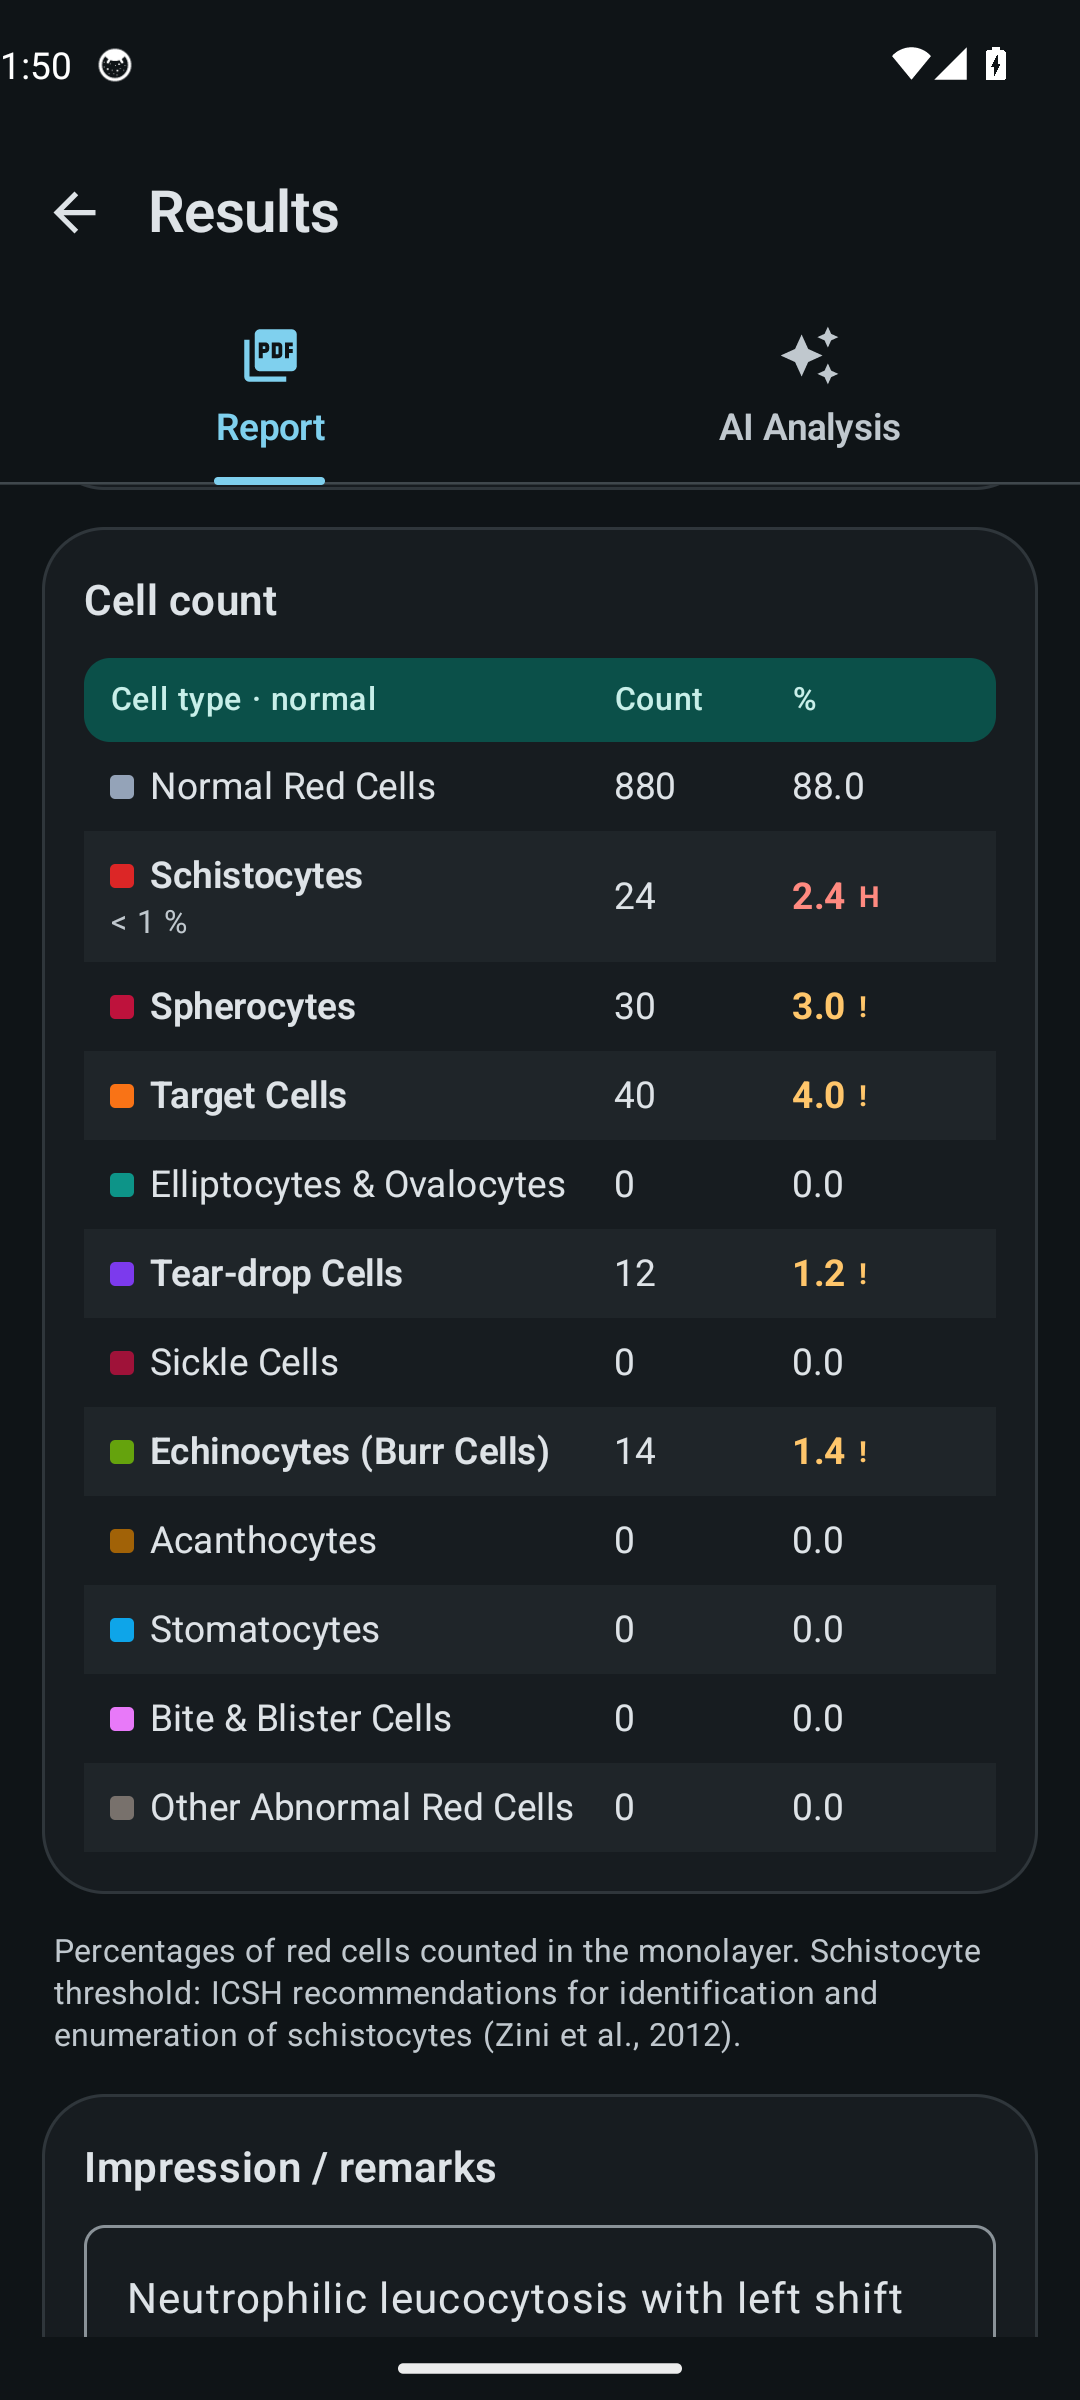 1:50
Results
PDF
Report
AI Analysis
Cell count
Cell type · normal Count %
Normal Red Cells 880 88.0
Schistocytes 24 2.4 H
< 1 %
Spherocytes 30 3.0 !
Target Cells 40 4.0 !
Elliptocytes & Ovalocytes 0 0.0
Tear-drop Cells 12 1.2 !
Sickle Cells 0 0.0
Echinocytes (Burr Cells) 14 1.4 !
Acanthocytes 0 0.0
Stomatocytes 0 0.0
Bite & Blister Cells 0 0.0
Other Abnormal Red Cells 0 0.0
Percentages of red cells counted in the monolayer. Schistocyte
threshold: ICSH recommendations for identification and
enumeration of schistocytes (Zini et al., 2012).
Impression / remarks
Neutrophilic leucocytosis with left shift